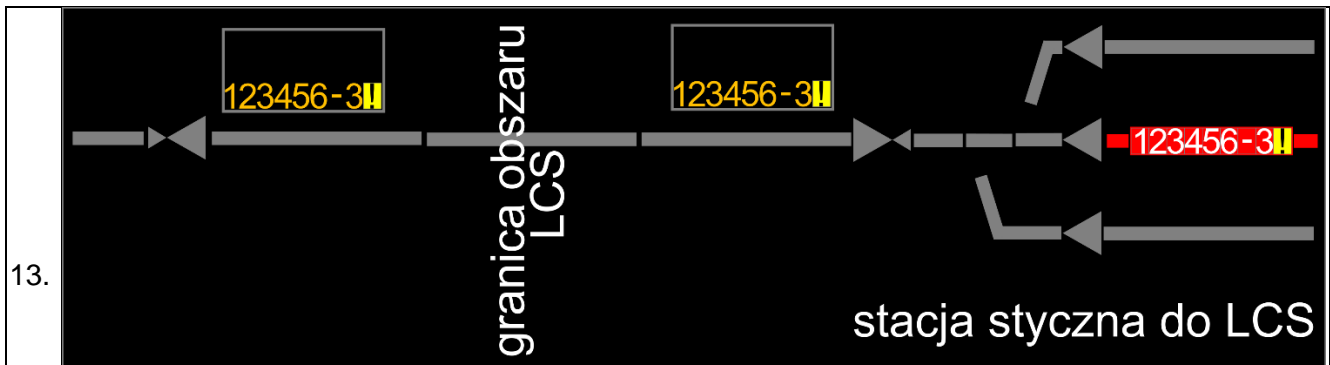 13.
123456-3
granica obszaru
LCS
123456-3
123456-3
stacja styczna do LCS